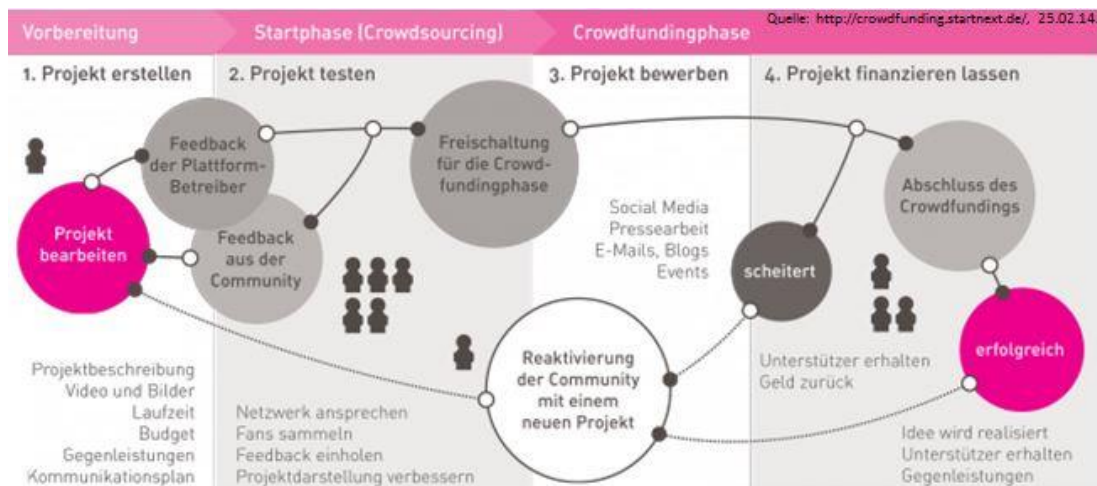 Quelle: http://crowdfunding.startnext.de/, 25.02.14.
Vorbereitung
Startphase (Crowdsourcing)
Crowdfundingphase
1. Projekt erstellen
2. Projekt testen
3. Projekt bewerben
4. Projekt finanzieren lassen
Feedback
der Plattform-
Betreiber
Freischaltung
für die Crowd-
fundingphase
Abschluss des
Crowdfundings
Projekt
bearbeiten
Feedback
aus der
Community
Social Media
Pressearbeit
E-Mails, Blogs
Events
scheitert
erfolgreich
Reaktivierung
der Community
mit einem
neuen Projekt
Unterstützer erhalten
Geld zurück
Projektbeschreibung
Video und Bilder
Laufzeit
Budget
Gegenleistungen
Kommunikationsplan
Netzwerk ansprechen
Fans sammeln
Feedback einholen
Projektdarstellung verbessern
Idee wird realisiert
Unterstützer erhalten
Gegenleistungen